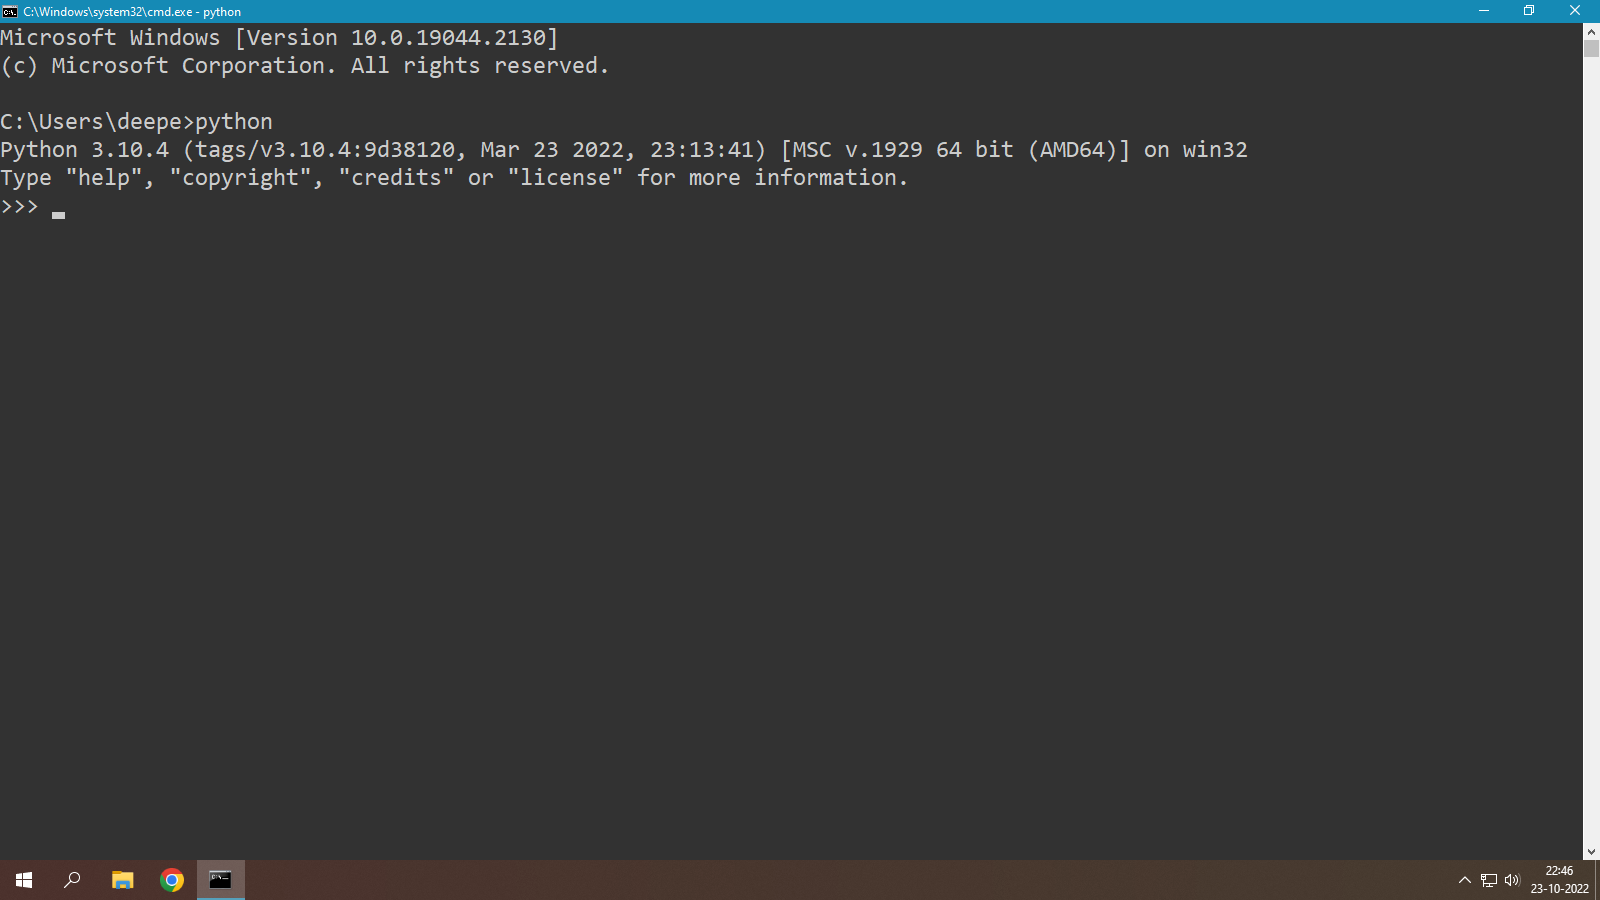 C:\Windows\system32\cmd.exe - python
Microsoft Windows [Version 10.0.19044.2130]
(c) Microsoft Corporation. All rights reserved.
C:\Users\deepe>python
Python 3.10.4 (tags/v3.10.4:9d38120, Mar 23 2022, 23:13:41) [MSC v.1929 64 bit (AMD64)] on win32
Type "help", "copyright", "credits" or "license" for more information.
>>>
22:46
23-10-2022